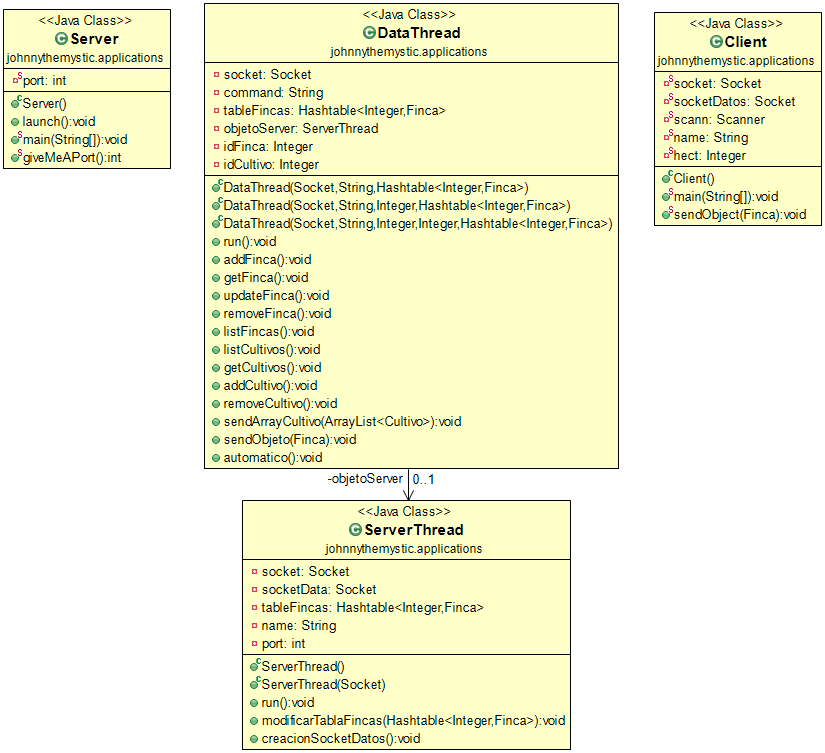 <<Java Class>>
Server
johnnythemystic.applications
port: int
Server()
launch():void
main(String[]):void
giveMeAPort():int
<<Java Class>>
DataThread
johnnythemystic.applications
socket: Socket
command: String
tableFincas: Hashtable<Integer,Finca>
objetoServer: ServerThread
idFinca: Integer
idCultivo: Integer
DataThread(Socket,String,Hashtable<Integer,Finca>)
DataThread(Socket,String,Integer,Hashtable<Integer,Finca>)
DataThread(Socket,String,Integer,Integer,Hashtable<Integer,Finca>)
run():void
addFinca():void
getFinca():void
updateFinca():void
removeFinca():void
listFincas():void
listCultivos():void
getCultivos():void
addCultivo():void
removeCultivo():void
sendArrayCultivo(ArrayList<Cultivo>):void
sendObjeto(Finca):void
automatico():void
<<Java Class>>
Client
johnnythemystic.applications
socket: Socket
socketDatos: Socket
scann: Scanner
name: String
hect: Integer
Client()
main(String[]):void
sendObject(Finca):void
-objetoServer 0..1
<<Java Class>>
ServerThread
johnnythemystic.applications
socket: Socket
socketData: Socket
tableFincas: Hashtable<Integer,Finca>
name: String
port: int
ServerThread()
ServerThread(Socket)
run():void
modificarTablaFincas(Hashtable<Integer,Finca>):void
creacionSocketDatos():void